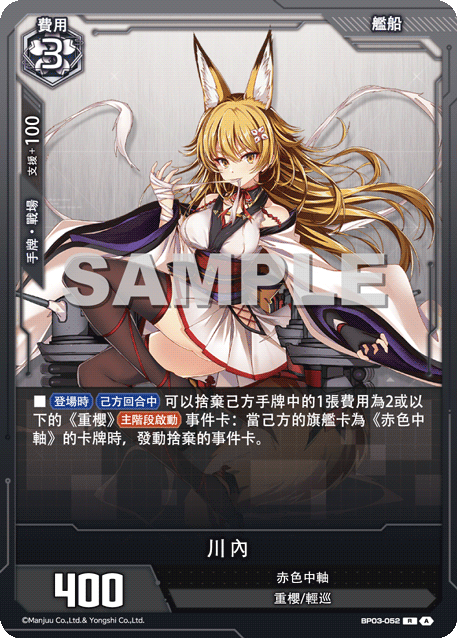 費用
3
艦船
支援+100
手牌・戰場
SAMPLE
■ 登場時 己方回合中 可以捨棄己方手牌中的1張費用為2或以
下的《重櫻》主階段啟動 事件卡：當己方的旗艦卡為《赤色中
軸》的卡牌時，發動捨棄的事件卡。
川內
400
赤色中軸
重櫻/輕巡
©Manjuu Co.,Ltd.& Yongshi Co.,Ltd.
BP03-052 R A